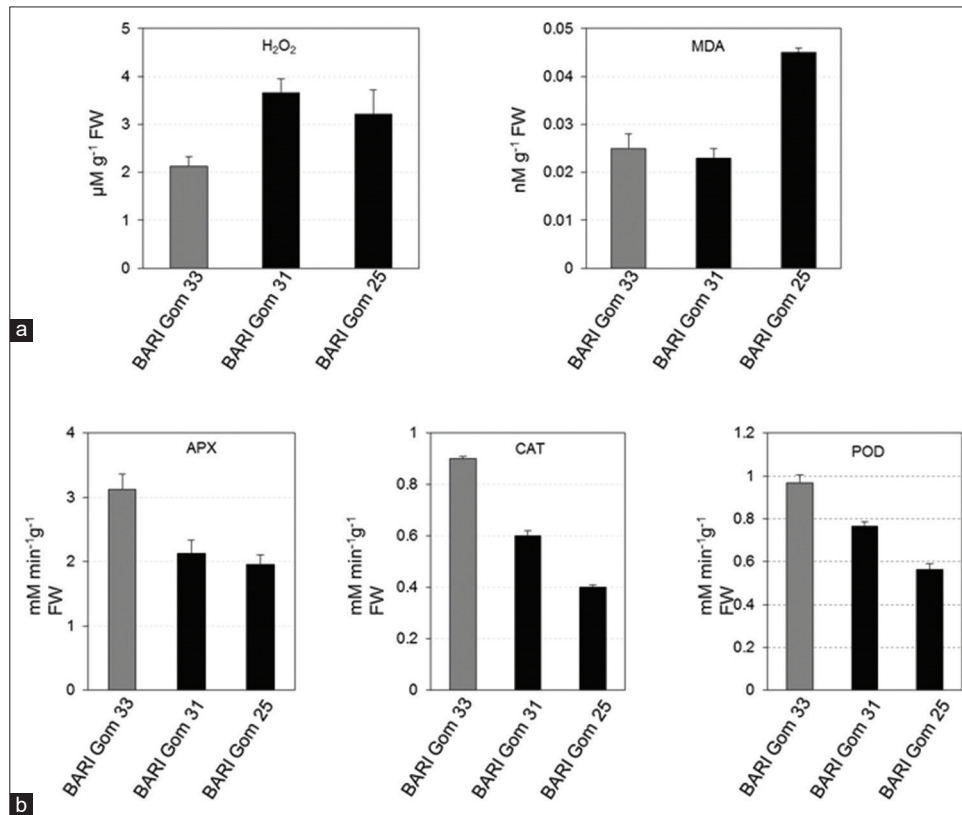 H₂O₂
5
4
3
2
1
0
µM g⁻¹ FW
BARI Gom 33
BARI Gom 31
BARI Gom 25
MDA
0.05
0.04
0.03
0.02
0.01
0
nM g⁻¹ FW
BARI Gom 33
BARI Gom 31
BARI Gom 25
a
APX
4
3
2
1
0
mM min⁻¹g⁻¹
FW
BARI Gom 33
BARI Gom 31
BARI Gom 25
CAT
1
0.8
0.6
0.4
0.2
0
mM min⁻¹g⁻¹
FW
BARI Gom 33
BARI Gom 31
BARI Gom 25
POD
1.2
1
0.8
0.6
0.4
0.2
0
mM min⁻¹g⁻¹
FW
BARI Gom 33
BARI Gom 31
BARI Gom 25
b